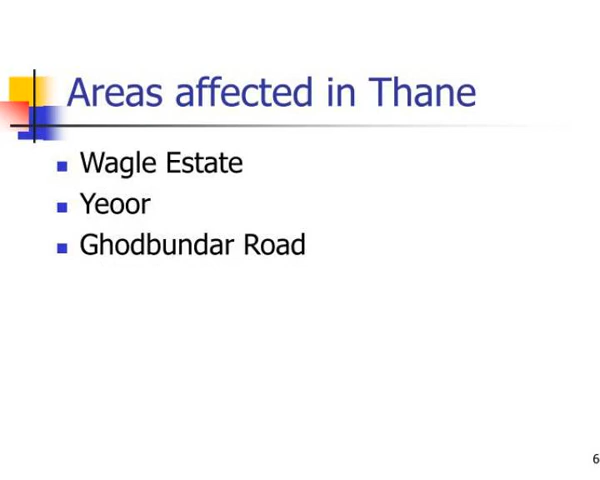 Areas affected in Thane
Wagle Estate
Yeoor
Ghodbundar Road
6